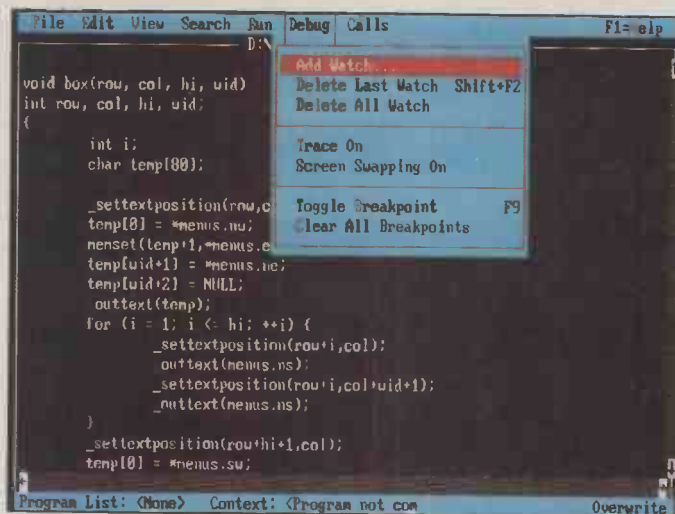 File Edit View Search Run Debug Calls F1=Help
D:\
Add Watch...
Delete Last Watch Shift+F2
Delete All Watch
Trace On
Screen Swapping On
Toggle Breakpoint F9
Clear All Breakpoints
void box(row, col, hi, wid)
int row, col, hi, wid;
{
int i;
char temp[80];
_settextposition(row,c
temp[0] = *menus.nw;
memset(temp+1,*menus.e
temp[wid+1] = *menus.ne;
temp[wid+2] = NULL;
_outtext(temp);
for (i = 1; i <= hi; ++i) {
_settextposition(row+i,col);
_outtext(menus.ns);
_settextposition(row+i,col+wid+1);
_outtext(menus.ns);
}
_settextposition(row+hi+1,col);
temp[0] = *menus.sw;
Program List: <None> Context: <Program not com Overwrite